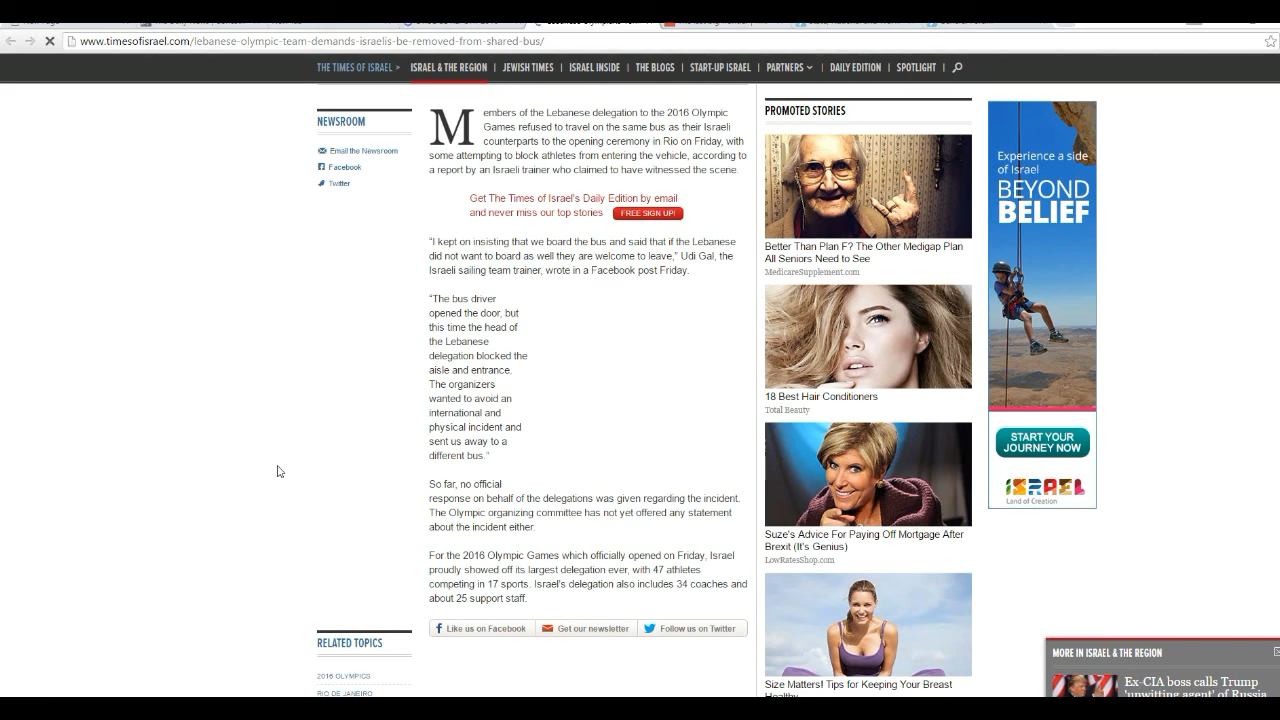 www.timesofisrael.com/lebanese-olympic-team-demands-israelis-be-removed-from-shared-bus/
THE TIMES OF ISRAEL > ISRAEL & THE REGION | JEWISH TIMES | ISRAEL INSIDE | THE BLOGS | START-UP ISRAEL | PARTNERS | DAILY EDITION | SPOTLIGHT |
NEWSROOM
Email the Newsroom
Facebook
Twitter
Members of the Lebanese delegation to the 2016 Olympic
Games refused to travel on the same bus as their Israeli
counterparts to the opening ceremony in Rio on Friday, with
some attempting to block athletes from entering the vehicle, according to
a report by an Israeli trainer who claimed to have witnessed the scene.
Get The Times of Israel's Daily Edition by email
and never miss our top stories FREE SIGN UP!
“I kept on insisting that we board the bus and said that if the Lebanese
did not want to board as well they are welcome to leave,” Udi Gal, the
Israeli sailing team trainer, wrote in a Facebook post Friday.
“The bus driver
opened the door, but
this time the head of
the Lebanese
delegation blocked the
aisle and entrance.
The organizers
wanted to avoid an
international and
physical incident and
sent us away to a
different bus.”
So far, no official
response on behalf of the delegations was given regarding the incident.
The Olympic organizing committee has not yet offered any statement
about the incident either.
For the 2016 Olympic Games which officially opened on Friday, Israel
proudly showed off its largest delegation ever, with 47 athletes
competing in 17 sports. Israel's delegation also includes 34 coaches and
about 25 support staff.
Like us on Facebook Get our newsletter Follow us on Twitter
RELATED TOPICS
2016 OLYMPICS
RIO DE JANEIRO
PROMOTED STORIES
Better Than Plan F? The Other Medigap Plan
All Seniors Need to See
MedicareSupplement.com
18 Best Hair Conditioners
Total Beauty
Suze's Advice For Paying Off Mortgage After
Brexit (It's Genius)
LowRatesShop.com
Size Matters! Tips for Keeping Your Breast
Healthy
Experience a side
of Israel
BEYOND
BELIEF
START YOUR
JOURNEY NOW
ISRAEL
Land of Creation
MORE IN ISRAEL & THE REGION
Ex-CIA boss calls Trump
'unwitting agent' of Russia